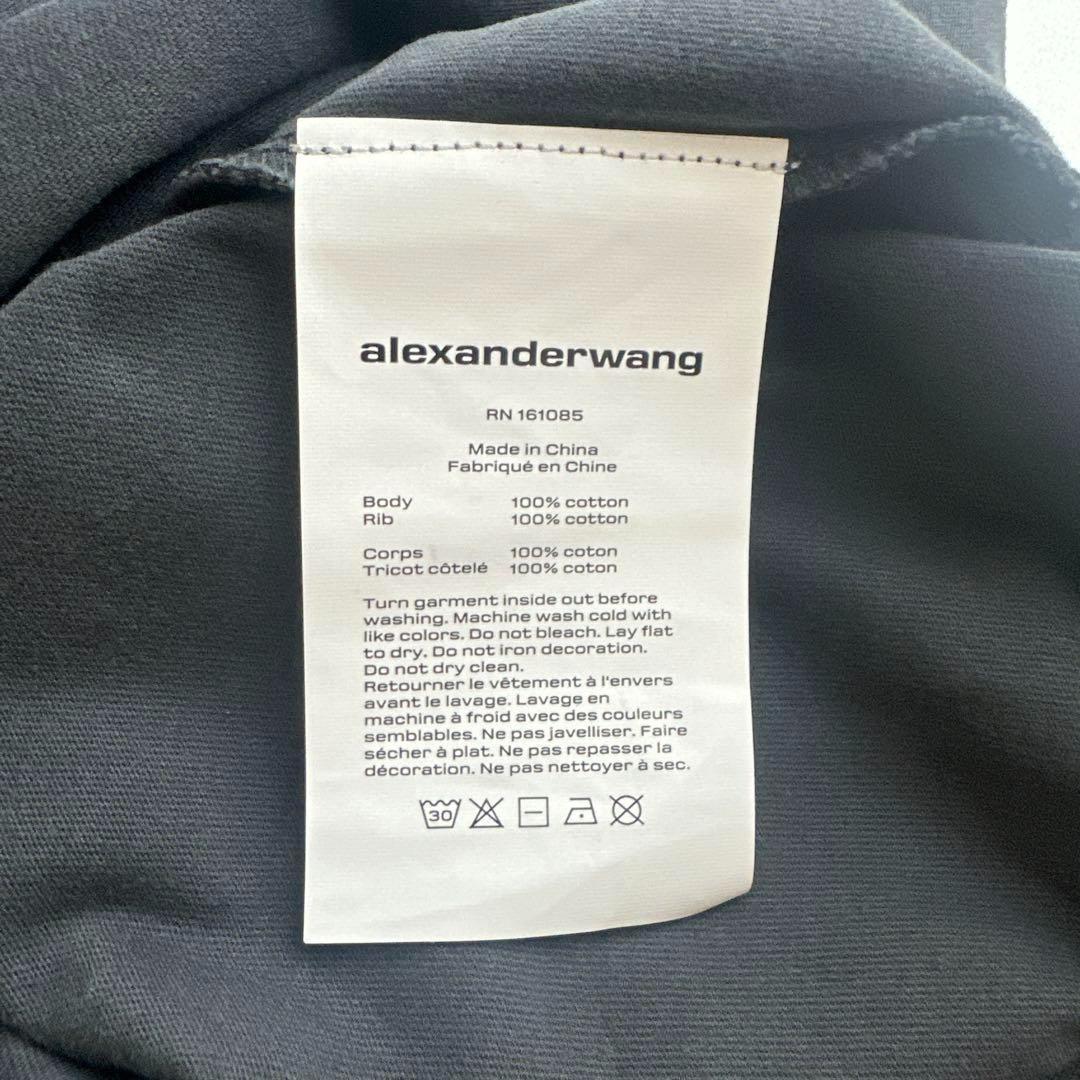 alexanderwang
RN 161085
Made in China
Fabriqué en Chine
Body 100% cotton
Rib 100% cotton
Corps 100% coton
Tricot côtelé 100% coton
Turn garment inside out before
washing. Machine wash cold with
like colors. Do not bleach. Lay flat
to dry. Do not iron decoration.
Do not dry clean.
Retourner le vêtement à l'envers
avant le lavage. Lavage en
machine à froid avec des couleurs
semblables. Ne pas javelliser. Faire
sécher à plat. Ne pas repasser la
décoration. Ne pas nettoyer à sec.
30